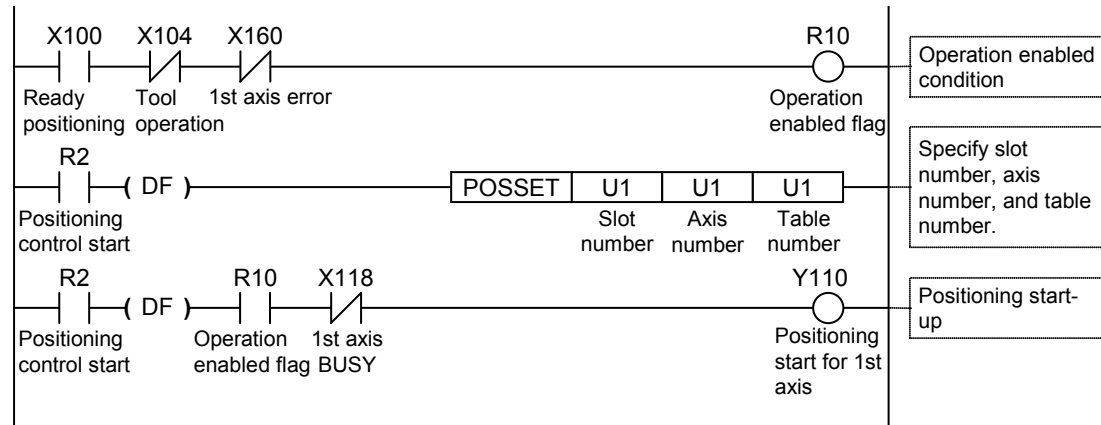 X100 X104 X160 R10
Ready positioning
Tool operation
1st axis error
Operation enabled flag
Operation enabled
condition
R2
( DF )
POSSET U1 U1 U1
Positioning
control start
Slot
number
Axis
number
Table
number
Specify slot
number, axis
number, and table
number.
R2 ( DF ) R10 X118 Y110
Positioning
control start
Operation
enabled flag
1st axis
BUSY
Positioning
start for 1st
axis
Positioning start-
up